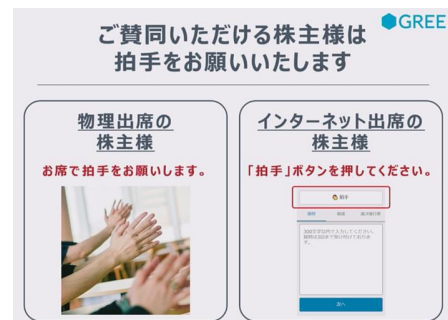 GREE
ご賛同いただける株主様は
拍手をお願いいたします
物理出席の
株主様
お席で拍手をお願いします。
インターネット出席の
株主様
「拍手」ボタンを押してください。
拍手
次へ